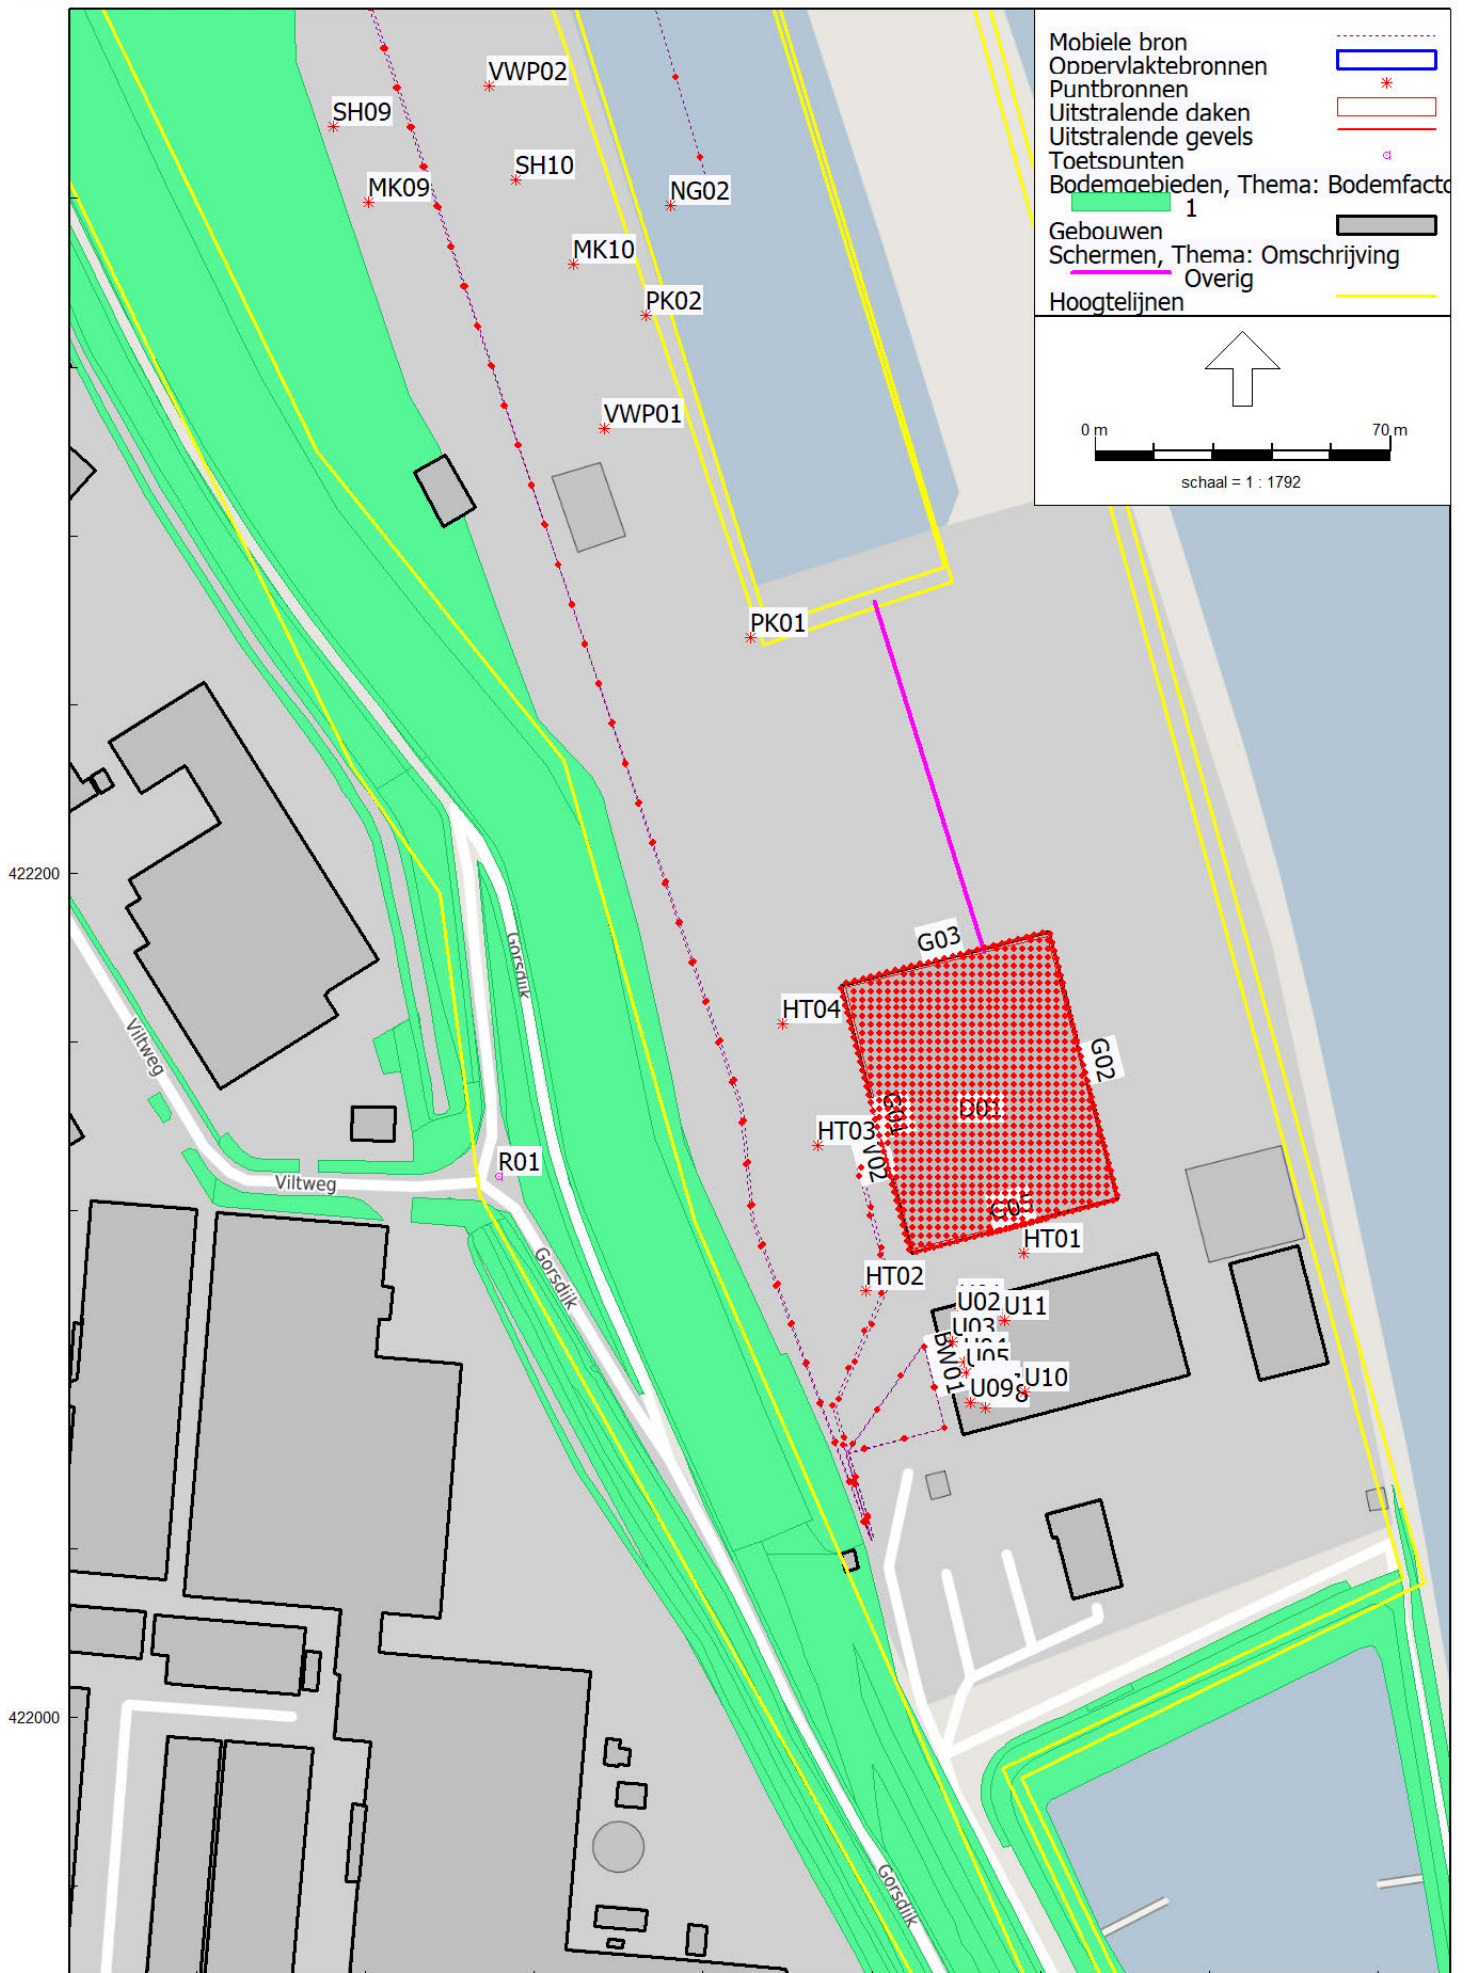 Mobiele bron
Oppervlaktebronnen
Puntbronnen
Uitstralende daken
Uitstralende gevels
Toetspunten
Bodemgebieden, Thema: Bodemfacto
1
Gebouwen
Schermen, Thema: Omschrijving
Overig
Hoogtelijnen
0 m 70 m
schaal = 1 : 1792
VWP02
SH09
SH10
MK09
NG02
MK10
PK02
VWP01
PK01
422200
Gorsdijk
G03
HT04
Viltweg
G02
G01
D01
HT03
V02
R01
Viltweg
G05
HT01
Gorsdijk
HT02
U02
U11
U03
U05
BW01
U10
U09
422000
Gorsdijk